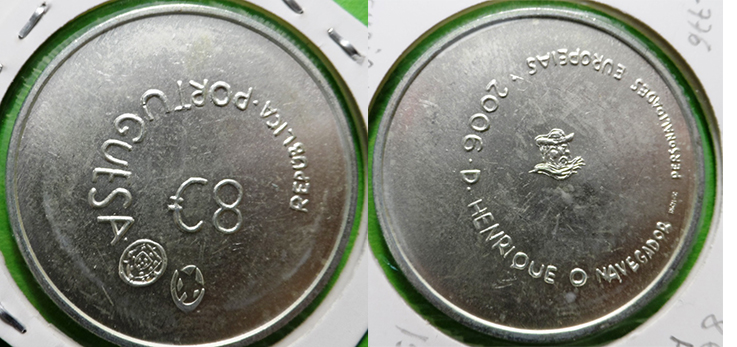 REPUBLICA · PORTUGUESA ·
€8
PERSONALIDADES EUROPEIAS · 2006 · D. HENRIQUE O NAVEGADOR